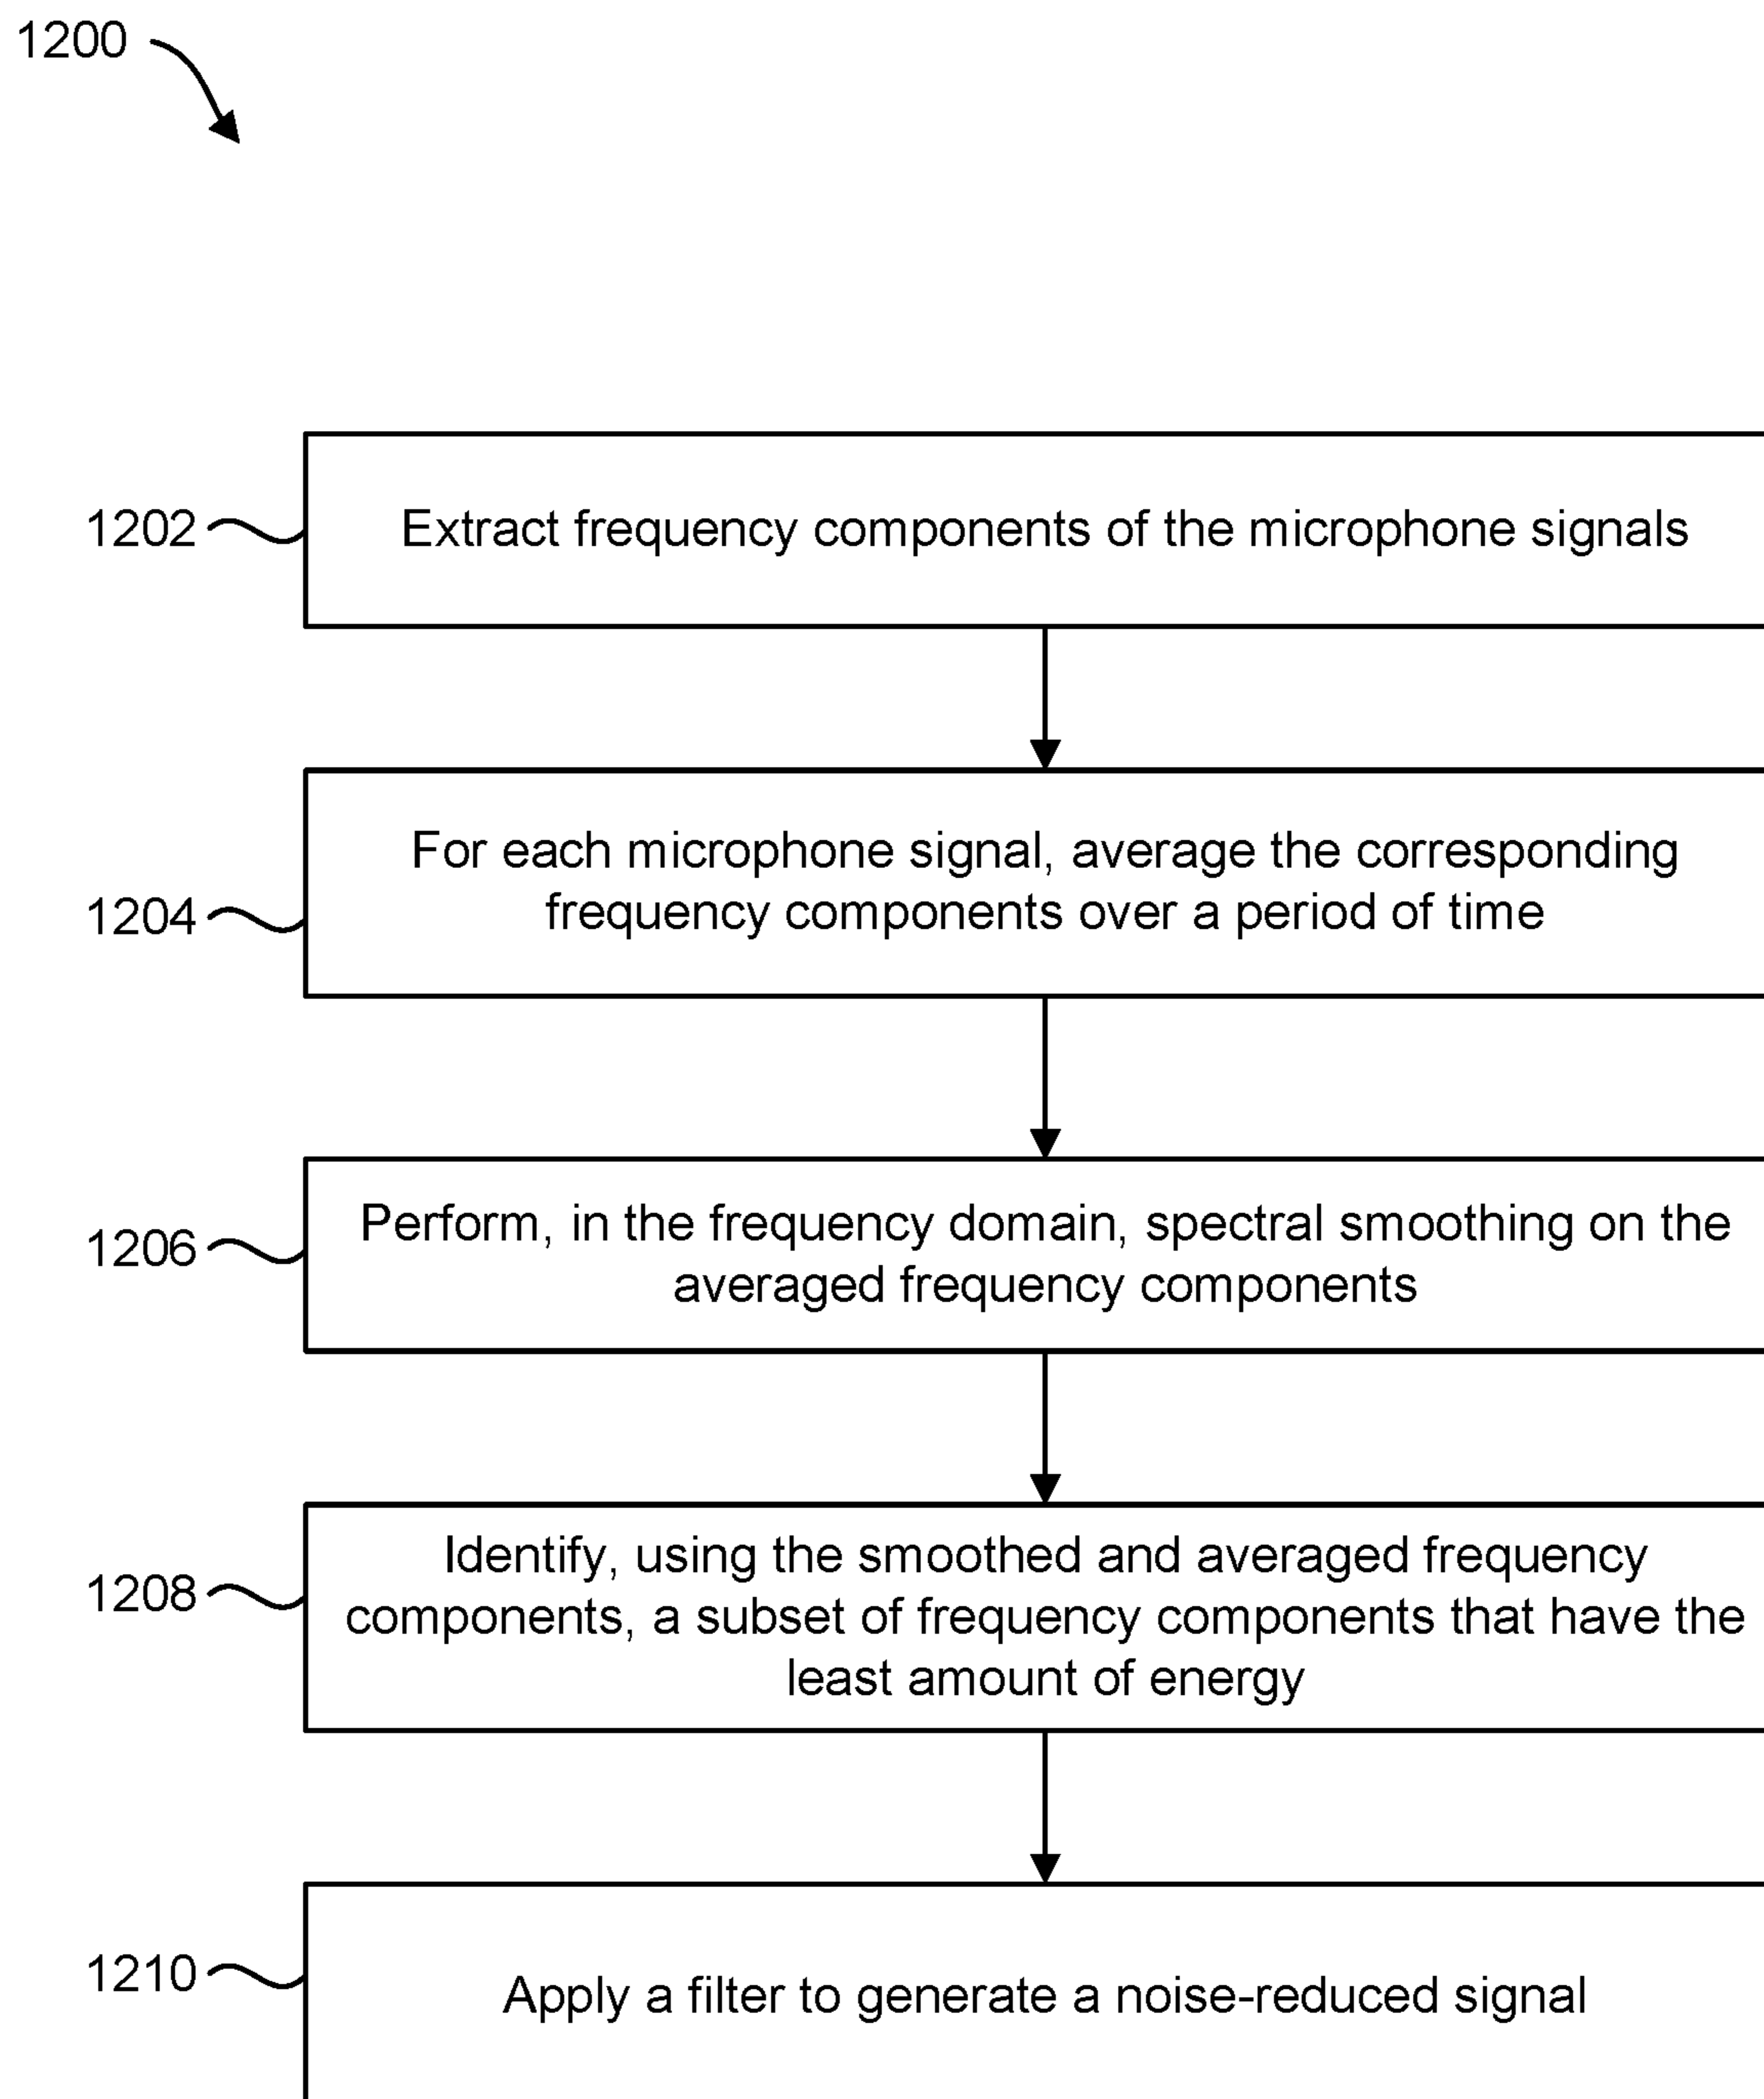 1200
1202
Extract frequency components of the microphone signals
For each microphone signal, average the corresponding
frequency components over a period of time
1204
Perform, in the frequency domain, spectral smoothing on the
averaged frequency components
1206
Identify, using the smoothed and averaged frequency
components, a subset of frequency components that have the
least amount of energy
1208
Apply a filter to generate a noise-reduced signal
1210